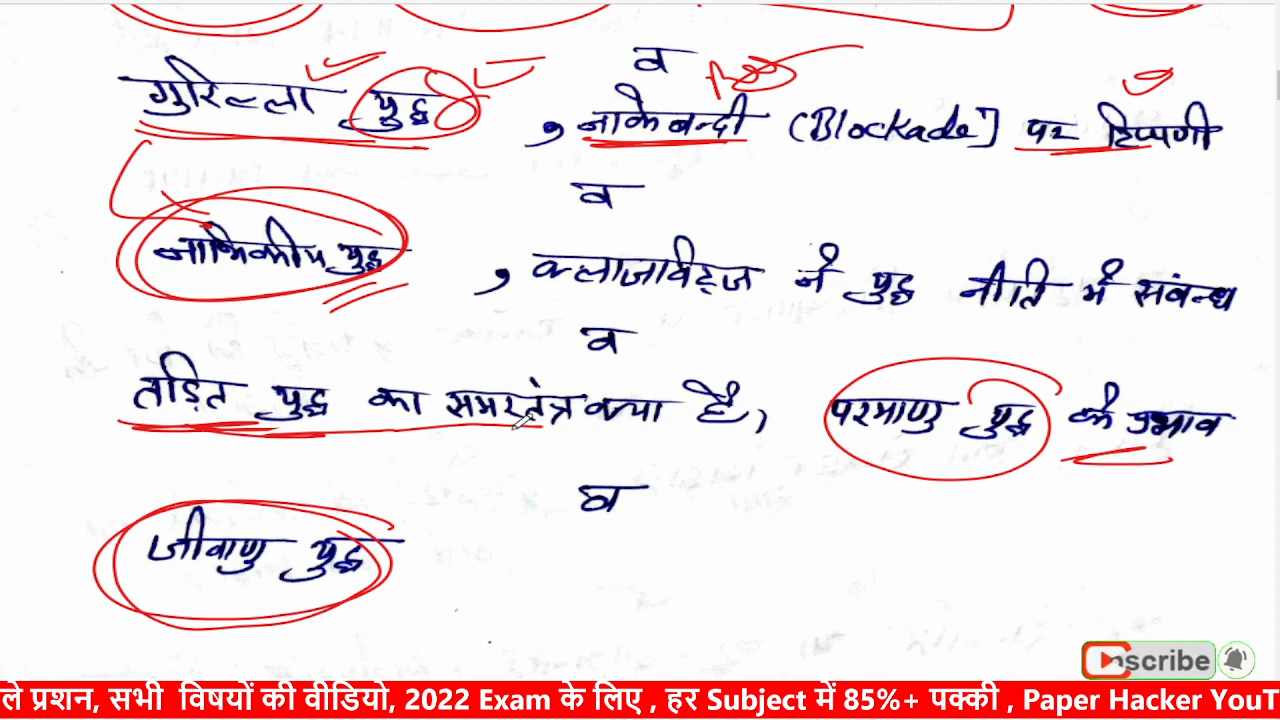 व
गुरिल्ला युद्ध , नाकेबन्दी (Blockade] पर टिप्पणी
व
नाभिकीय युद्ध , क्लाजविट्ज ने युद्ध नीति में संबन्ध
व
तड़ित युद्ध का समरतंत्र क्या है, परमाणु युद्ध के प्रभाव
व
जीवाणु युद्ध
scribe
ले प्रशन, सभी विषयों की वीडियो, 2022 Exam के लिए , हर Subject में 85%+ पक्की , Paper Hacker YouT